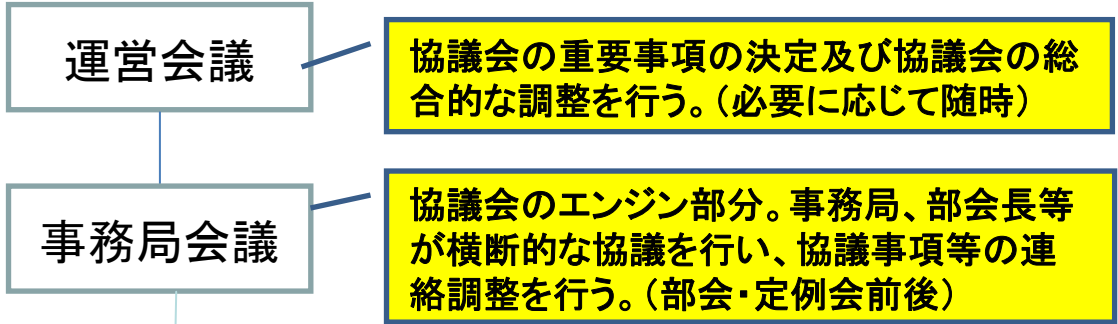 運営会議
協議会の重要事項の決定及び協議会の総
合的な調整を行う。（必要に応じて随時）
事務局会議
協議会のエンジン部分。事務局、部会長等
が横断的な協議を行い、協議事項等の連
絡調整を行う。（部会・定例会前後）